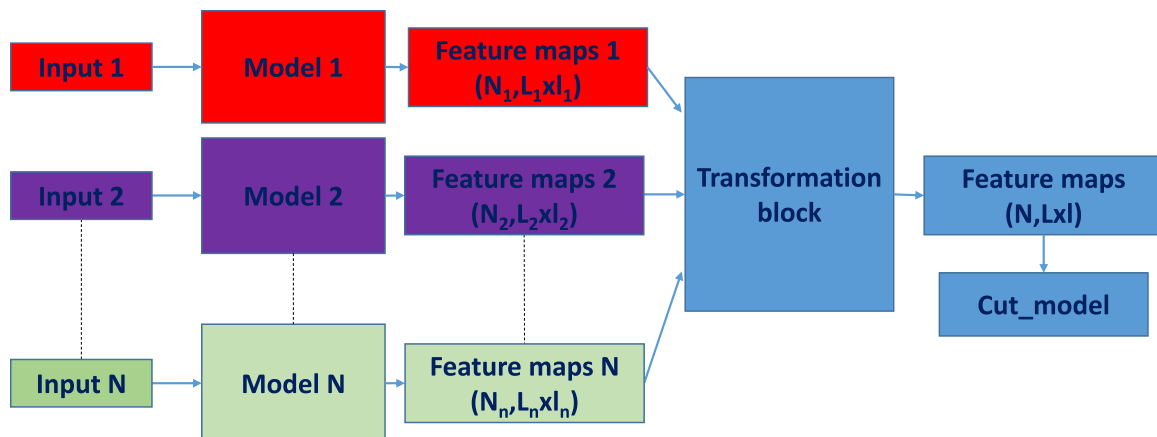 Input 1
Model 1
Feature maps 1
(N₁,L₁xl₁)
Input 2
Model 2
Feature maps 2
(N₂,L₂xl₂)
Input N
Model N
Feature maps N
(Nₙ,Lₙxlₙ)
Transformation
block
Feature maps
(N,Lxl)
Cut_model